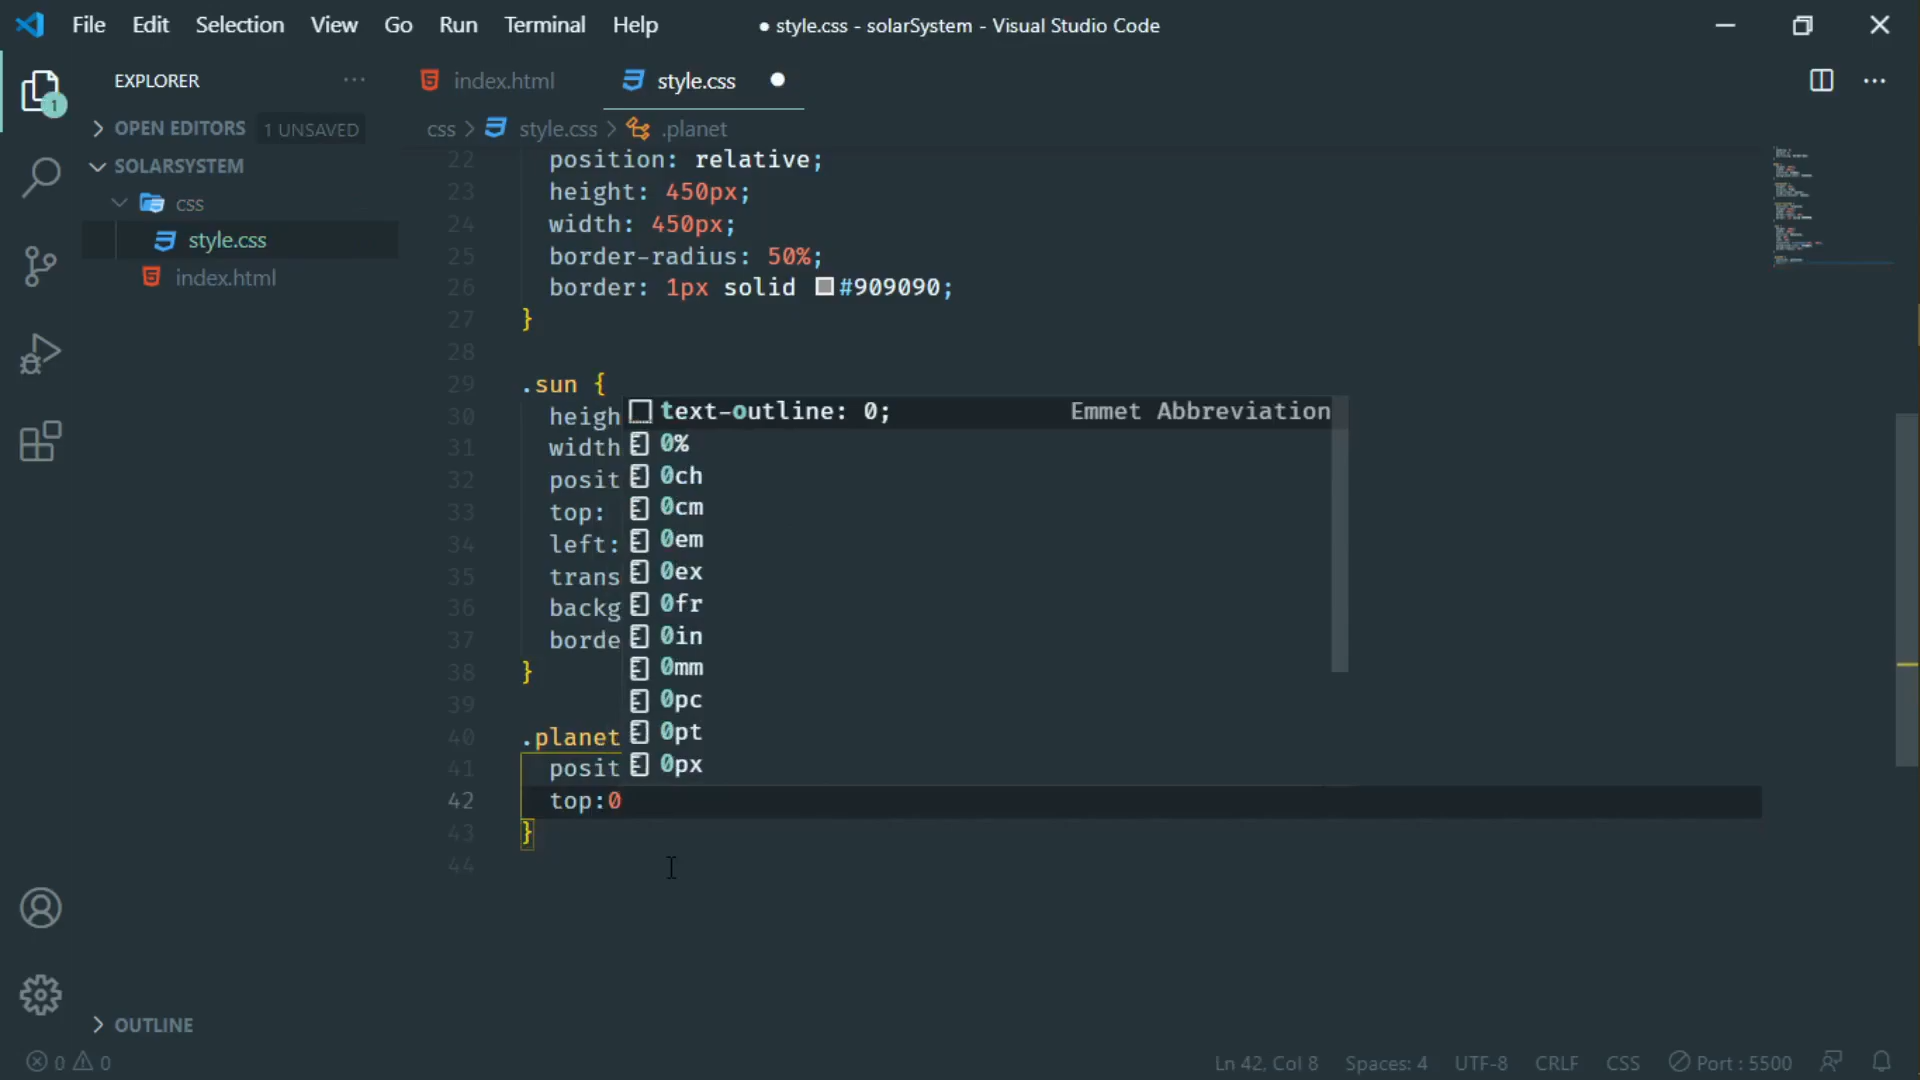 File Edit Selection View Go Run Terminal Help
● style.css - solarSystem - Visual Studio Code
EXPLORER
OPEN EDITORS 1 UNSAVED
SOLARSYSTEM
css
style.css
index.html
OUTLINE
1
index.html
style.css
css > style.css > .planet
22 position: relative;
23 height: 450px;
24 width: 450px;
25 border-radius: 50%;
26 border: 1px solid #909090;
27 }
28
29 .sun {
30 heigh
31 width
32 posit
33 top:
34 left:
35 trans
36 backg
37 borde
38 }
39
40 .planet
41 posit
42 top:0
43 }
44
text-outline: 0; Emmet Abbreviation
0%
0ch
0cm
0em
0ex
0fr
0in
0mm
0pc
0pt
0px
0 0 Ln 42, Col 8 Spaces: 4 UTF-8 CRLF CSS Port : 5500